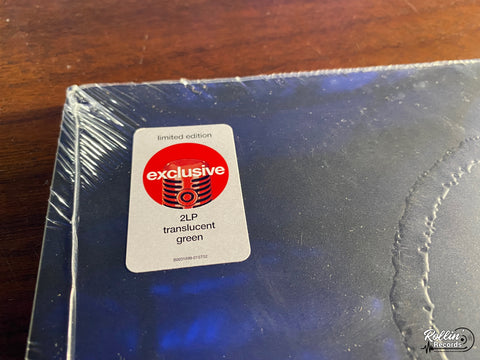 limited edition
exclusive
2LP
translucent
green
Rollin'
Records